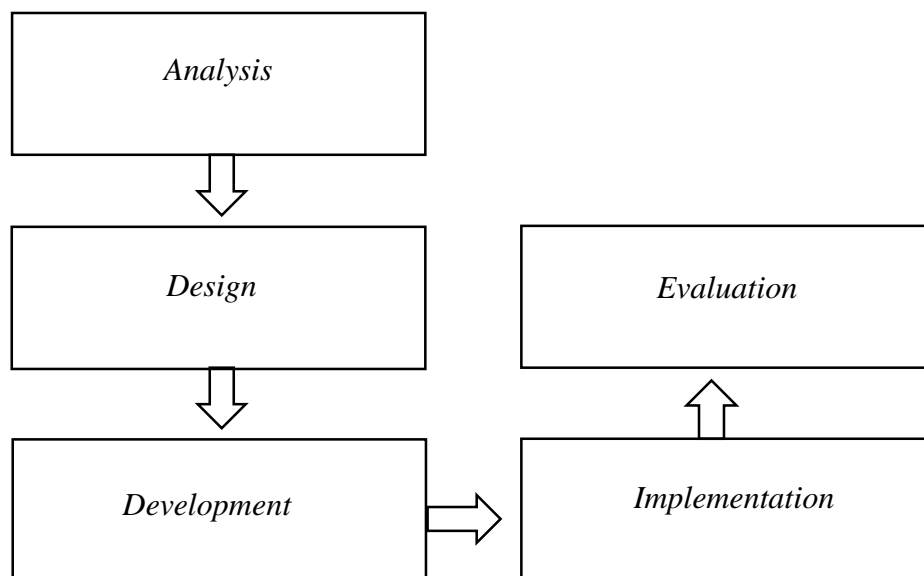 Analysis
Design
Development
Implementation
Evaluation